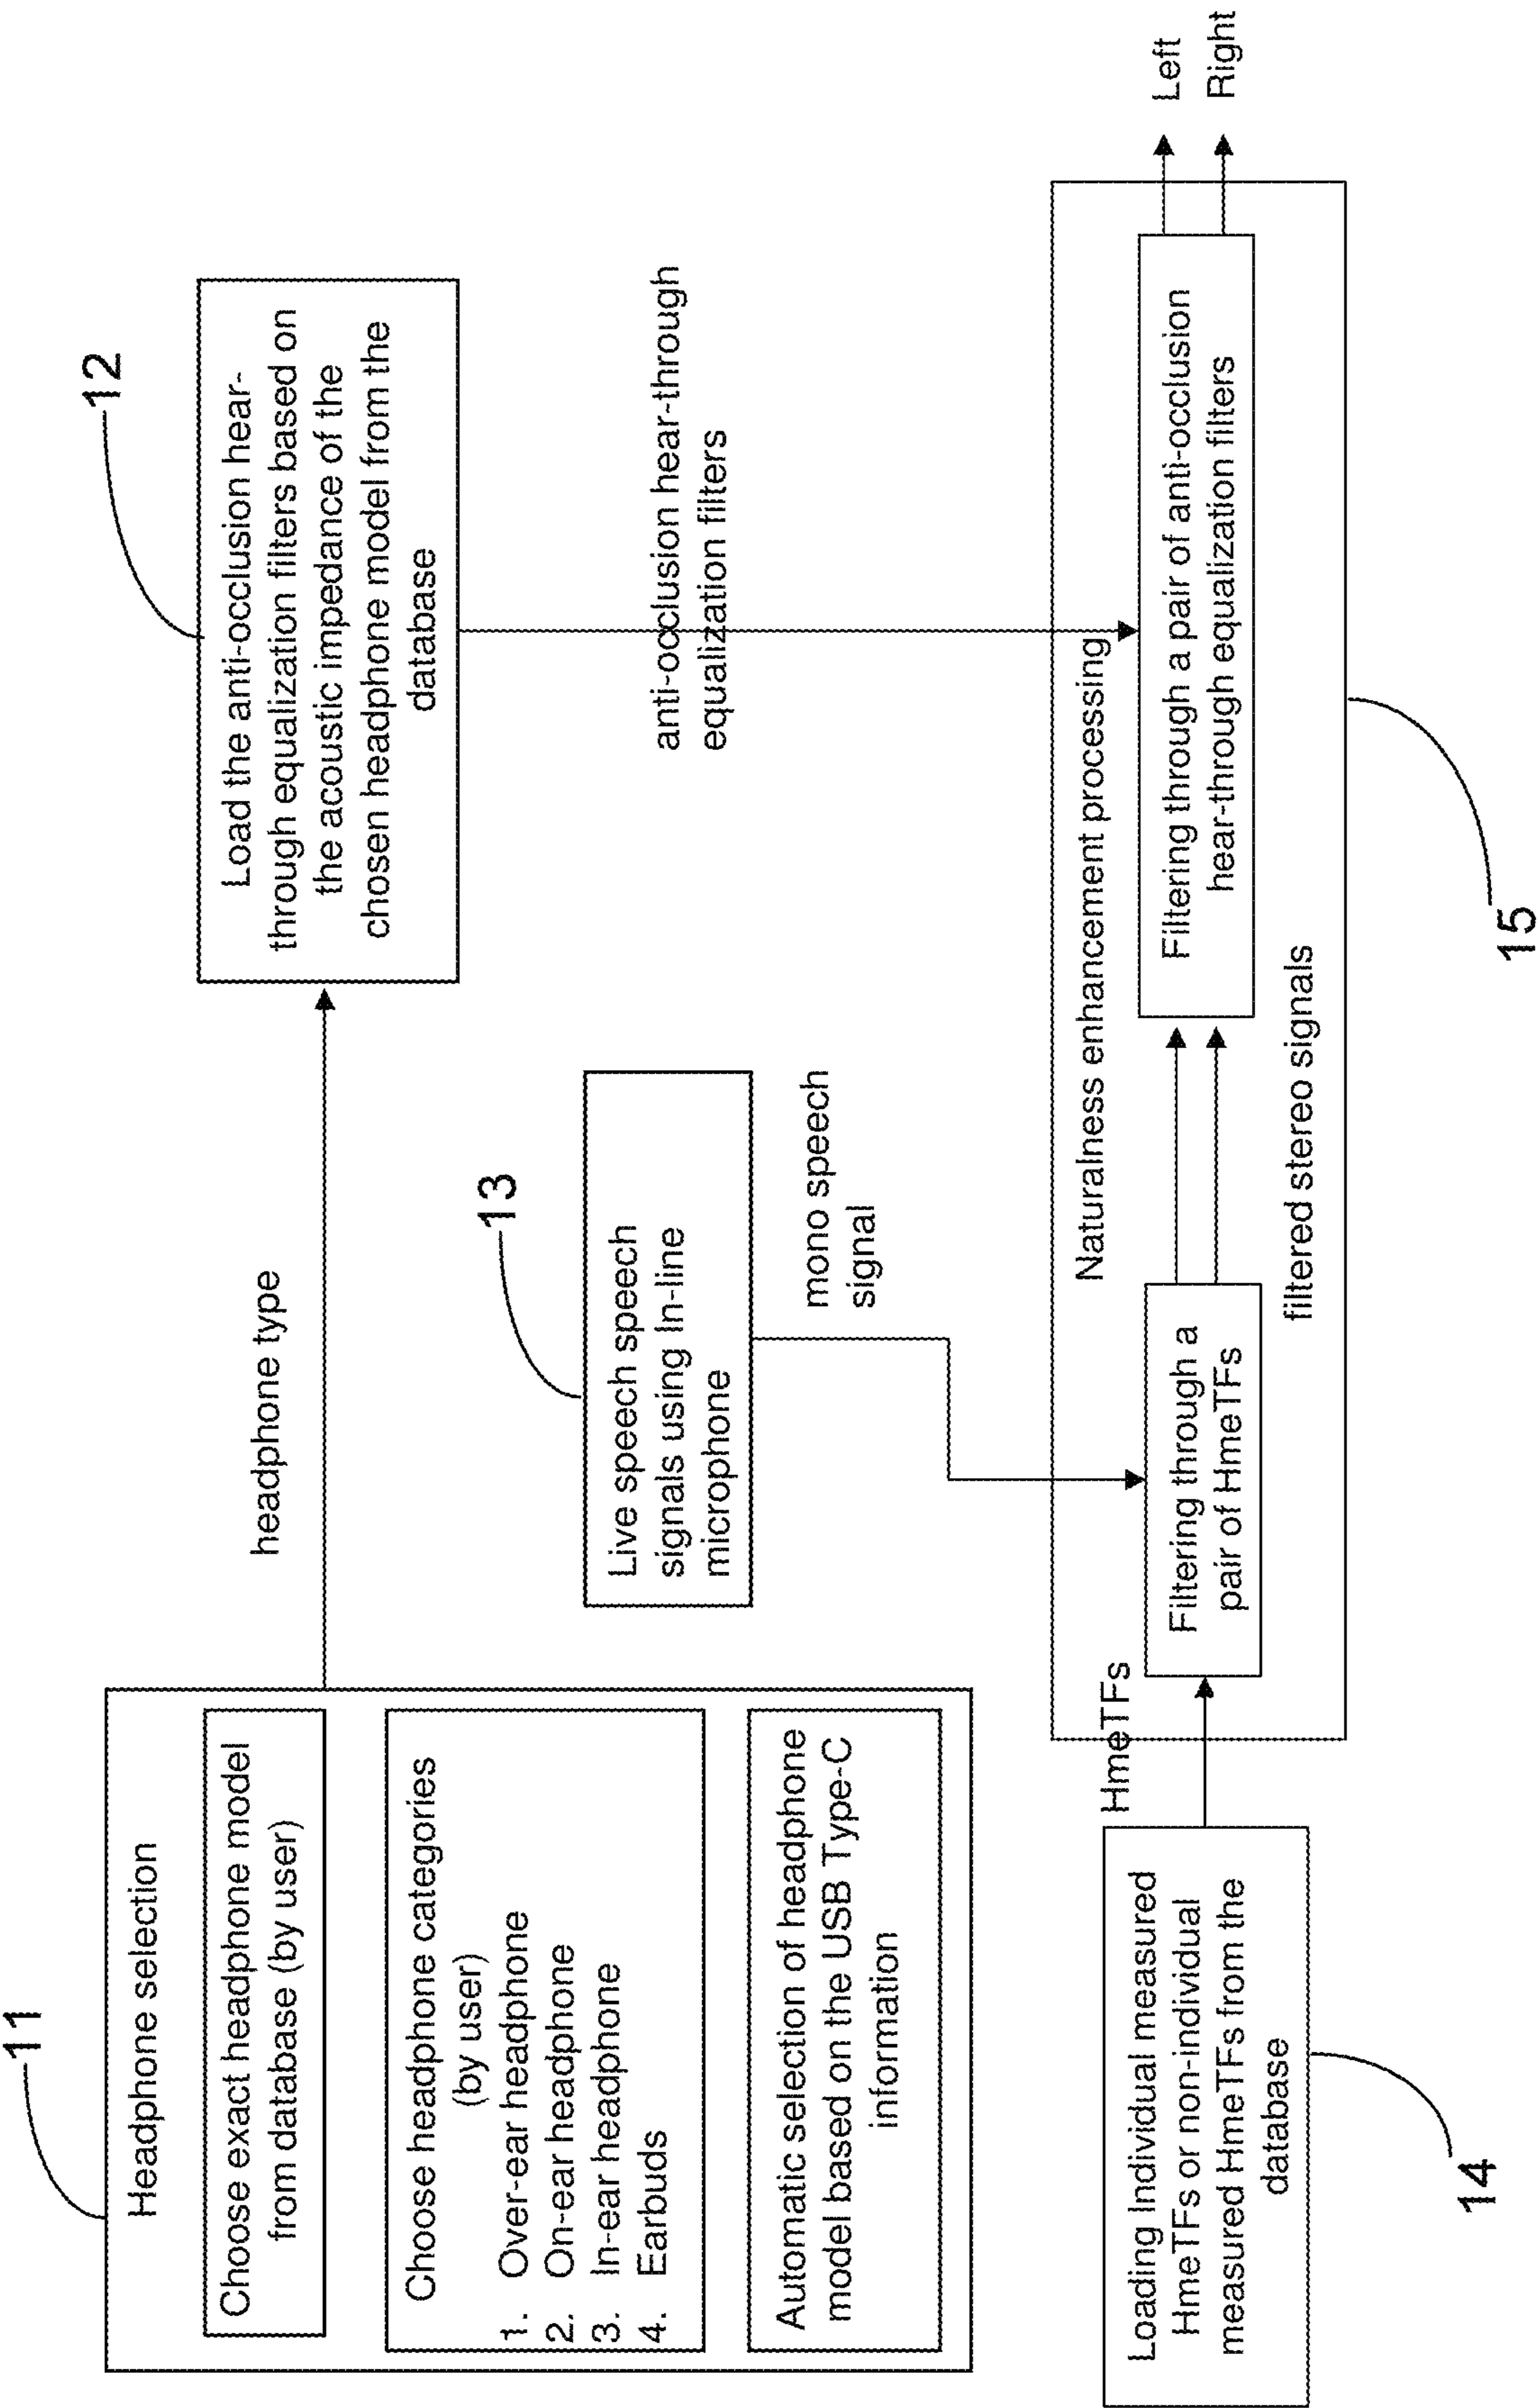 11
Headphone selection
Choose exact headphone model
from database (by user)
Choose headphone categories
(by user)
1. Over-ear headphone
2. On-ear headphone
3. In-ear headphone
4. Earbuds
Automatic selection of headphone
model based on the USB Type-C
information
headphone type
12
Load the anti-occlusion hear-
through equalization filters based on
the acoustic impedance of the
chosen headphone model from the
database
anti-occlusion hear-through
equalization filters
13
Live speech speech
signals using In-line
microphone
mono speech
signal
14
Loading Individual measured
HmeTFs or non-individual
measured HmeTFs from the
database
HmeTFs
Naturalness enhancement processing
Filtering through a
pair of HmeTFs
filtered stereo signals
Filtering through a pair of anti-occlusion
hear-through equalization filters
15
Left
Right